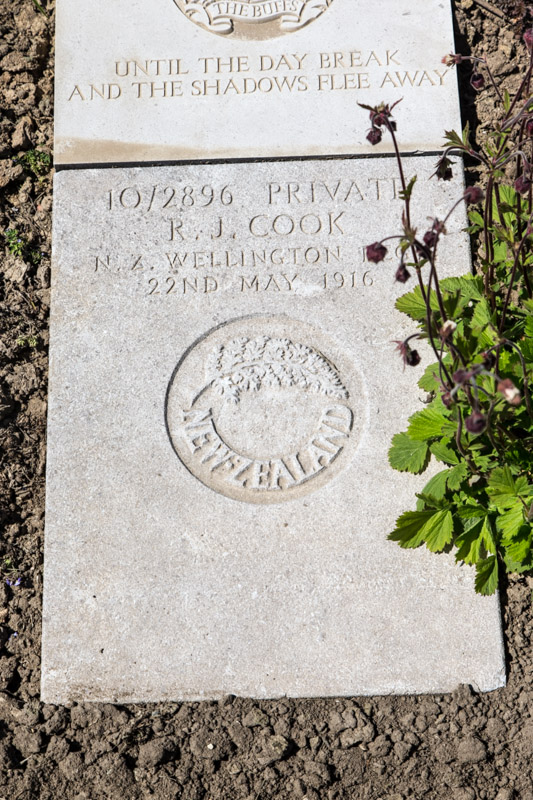 THE BUFFS
UNTIL THE DAY BREAK
AND THE SHADOWS FLEE AWAY
10/2896 PRIVATE
R. J. COOK
N. Z. WELLINGTON
22ND MAY 1916
NEW ZEALAND